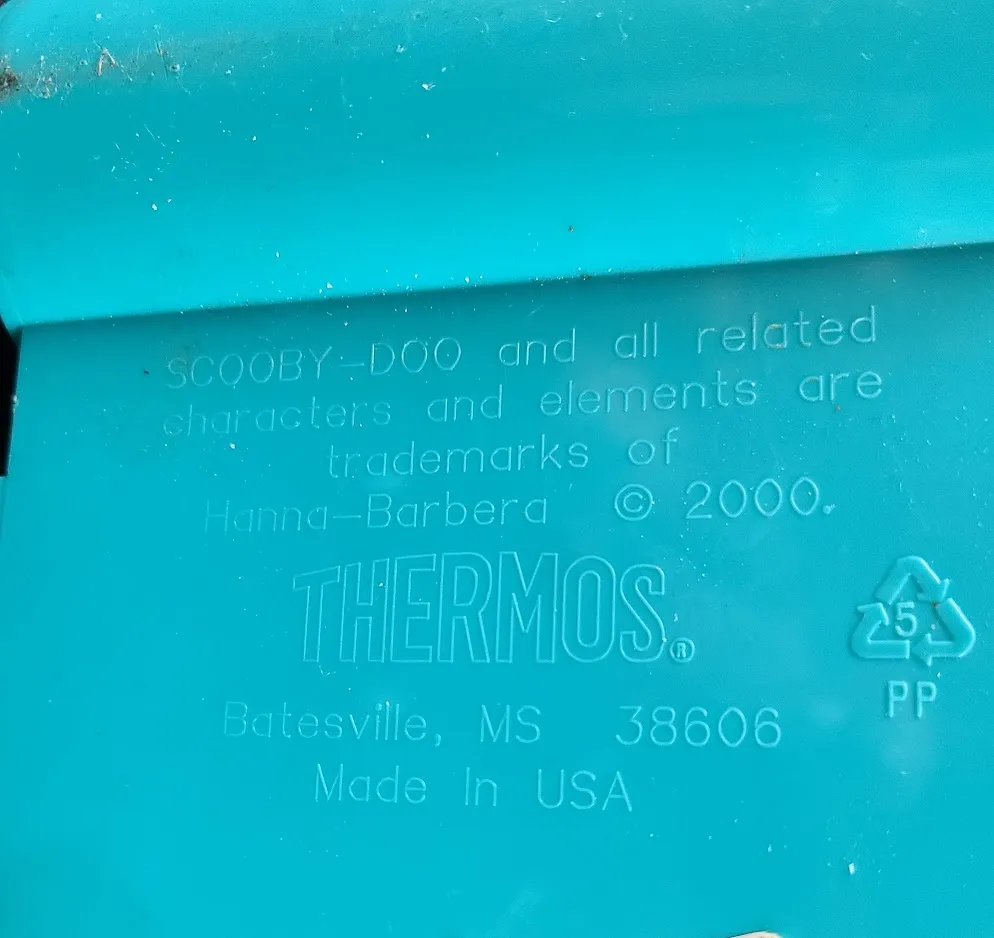 SCOOBY-DOO and all related
characters and elements are
trademarks of
Hanna-Barbera © 2000.
THERMOS®
5
PP
Batesville, MS 38606
Made In USA